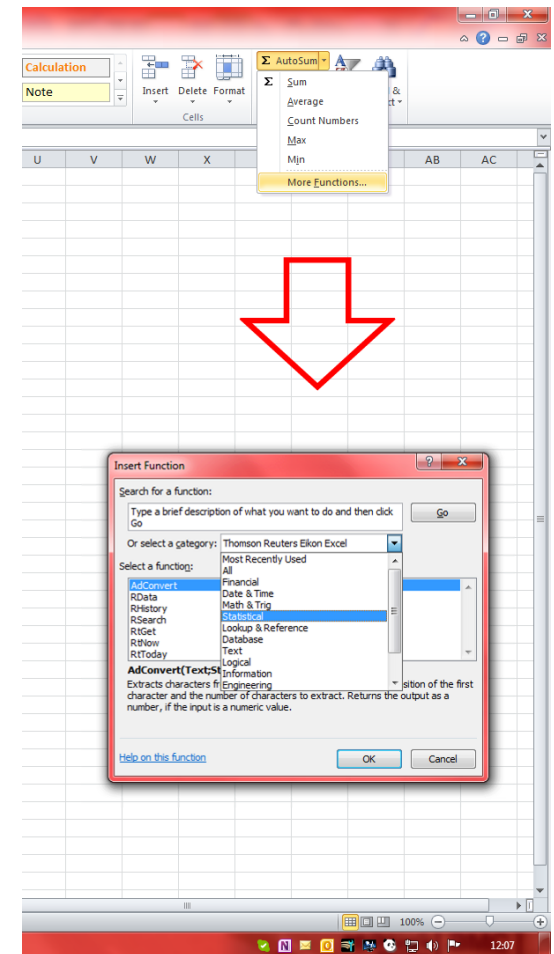 Calculation
Note
Insert Delete Format
Cells
Σ AutoSum
Σ Sum
Average
Count Numbers
Max
Min
More Functions...
&
ct
U V W X AB AC
Insert Function
Search for a function:
Type a brief description of what you want to do and then click
Go
Go
Or select a category: Thomson Reuters Eikon Excel
Most Recently Used
All
Financial
Date & Time
Math & Trig
Statistical
Lookup & Reference
Database
Text
Logical
Information
Engineering
Select a function:
AdConvert
RData
RHistory
RSearch
RtGet
RtNow
RtToday
AdConvert(Text;St
Extracts characters fr sition of the first
character and the number of characters to extract. Returns the output as a
number, if the input is a numeric value.
Help on this function
OK Cancel
100%
12:07